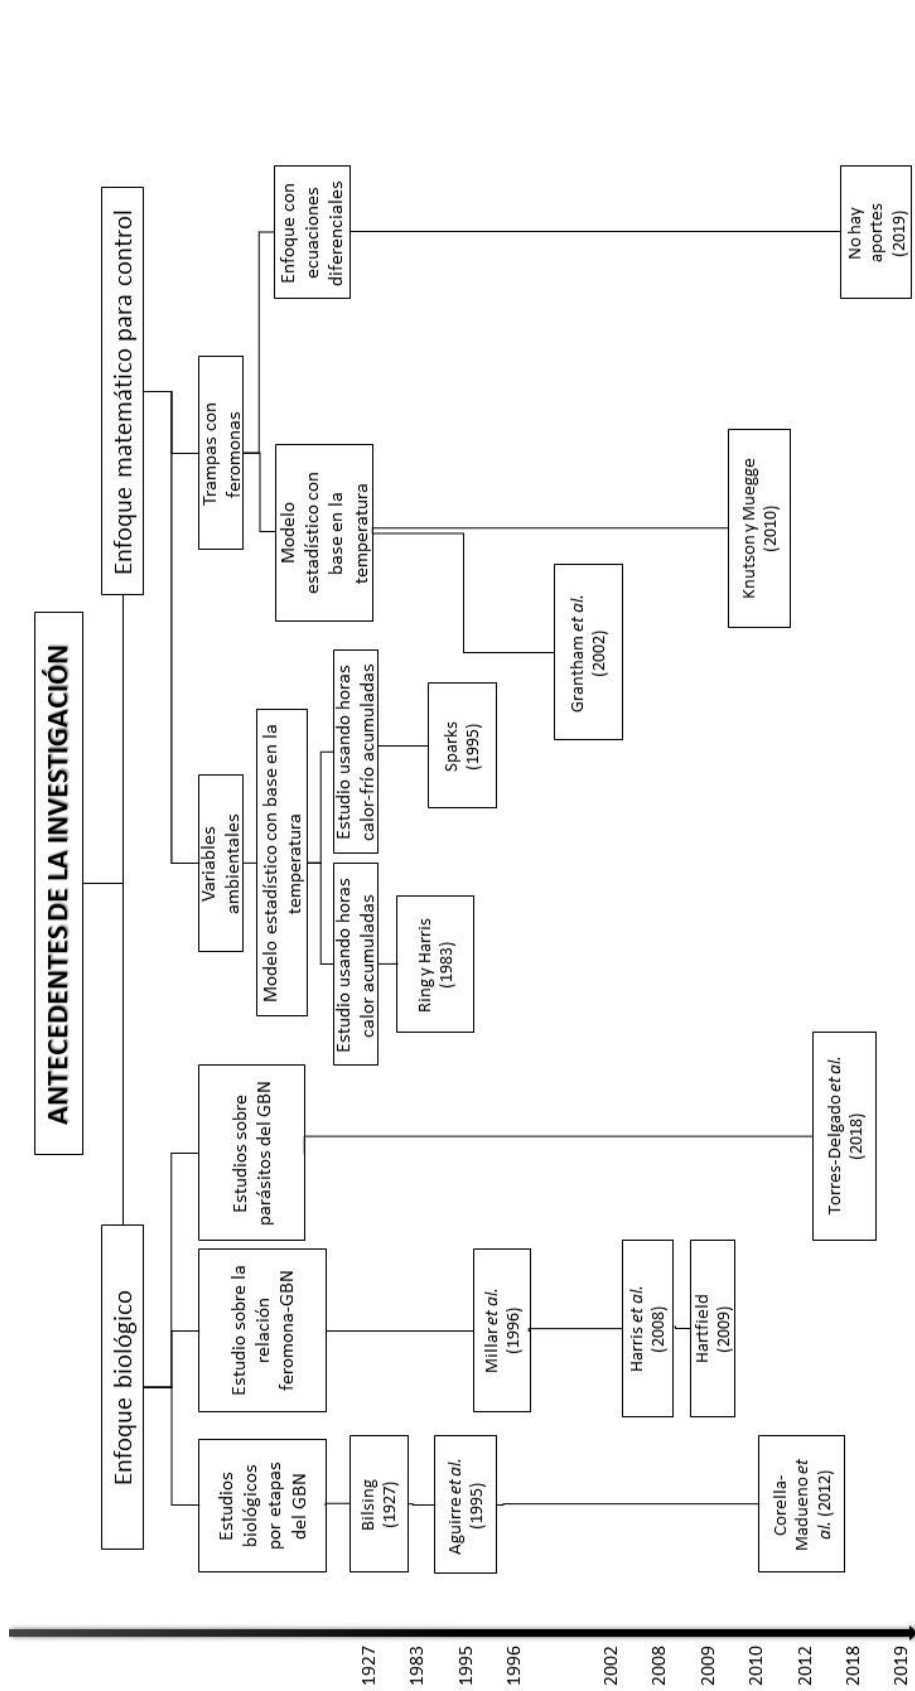 ANTECEDENTES DE LA INVESTIGACIÓN
Enfoque biológico
Enfoque matemático para control
Estudios
biológicos
por etapas
del GBN
Estudio sobre la
relación
feromona-GBN
Estudios sobre
parásitos del GBN
Variables
ambientales
Trampas con
feromonas
Modelo estadístico con base en la
temperatura
Modelo
estadístico con
base en la
temperatura
Enfoque con
ecuaciones
diferenciales
Estudio usando horas
calor acumuladas
Estudio usando horas
calor-frío acumuladas
Bilsing
(1927)
Ring y Harris
(1983)
Aguirre et al.
(1995)
Sparks
(1995)
Millar et al.
(1996)
Grantham et al.
(2002)
Harris et al.
(2008)
Hartfield
(2009)
Knutson y Muegge
(2010)
Corella-
Madueno et
al. (2012)
Torres-Delgado et al.
(2018)
No hay
aportes
(2019)
1927
1983
1995
1996
2002
2008
2009
2010
2012
2018
2019